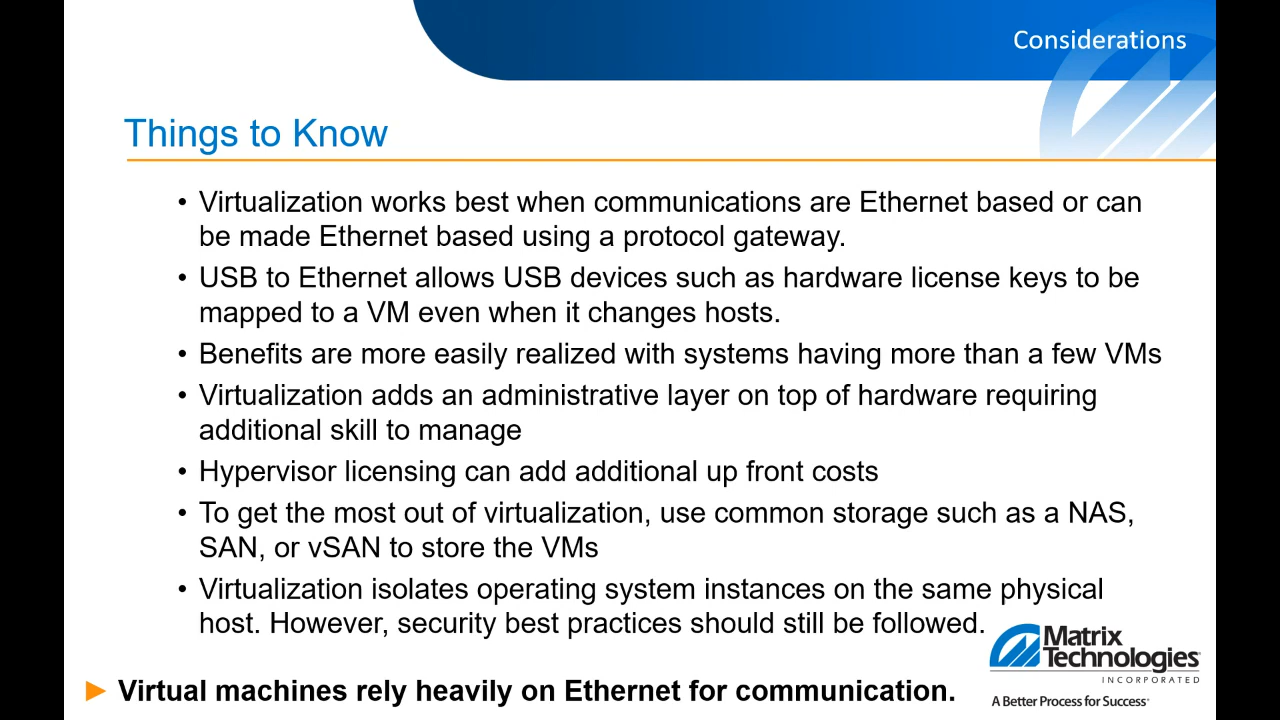 Considerations
Things to Know
• Virtualization works best when communications are Ethernet based or can
be made Ethernet based using a protocol gateway.
• USB to Ethernet allows USB devices such as hardware license keys to be
mapped to a VM even when it changes hosts.
• Benefits are more easily realized with systems having more than a few VMs
• Virtualization adds an administrative layer on top of hardware requiring
additional skill to manage
• Hypervisor licensing can add additional up front costs
• To get the most out of virtualization, use common storage such as a NAS,
SAN, or vSAN to store the VMs
• Virtualization isolates operating system instances on the same physical
host. However, security best practices should still be followed.
Matrix
Technologies
INCORPORATED
A Better Process for Success
► Virtual machines rely heavily on Ethernet for communication.